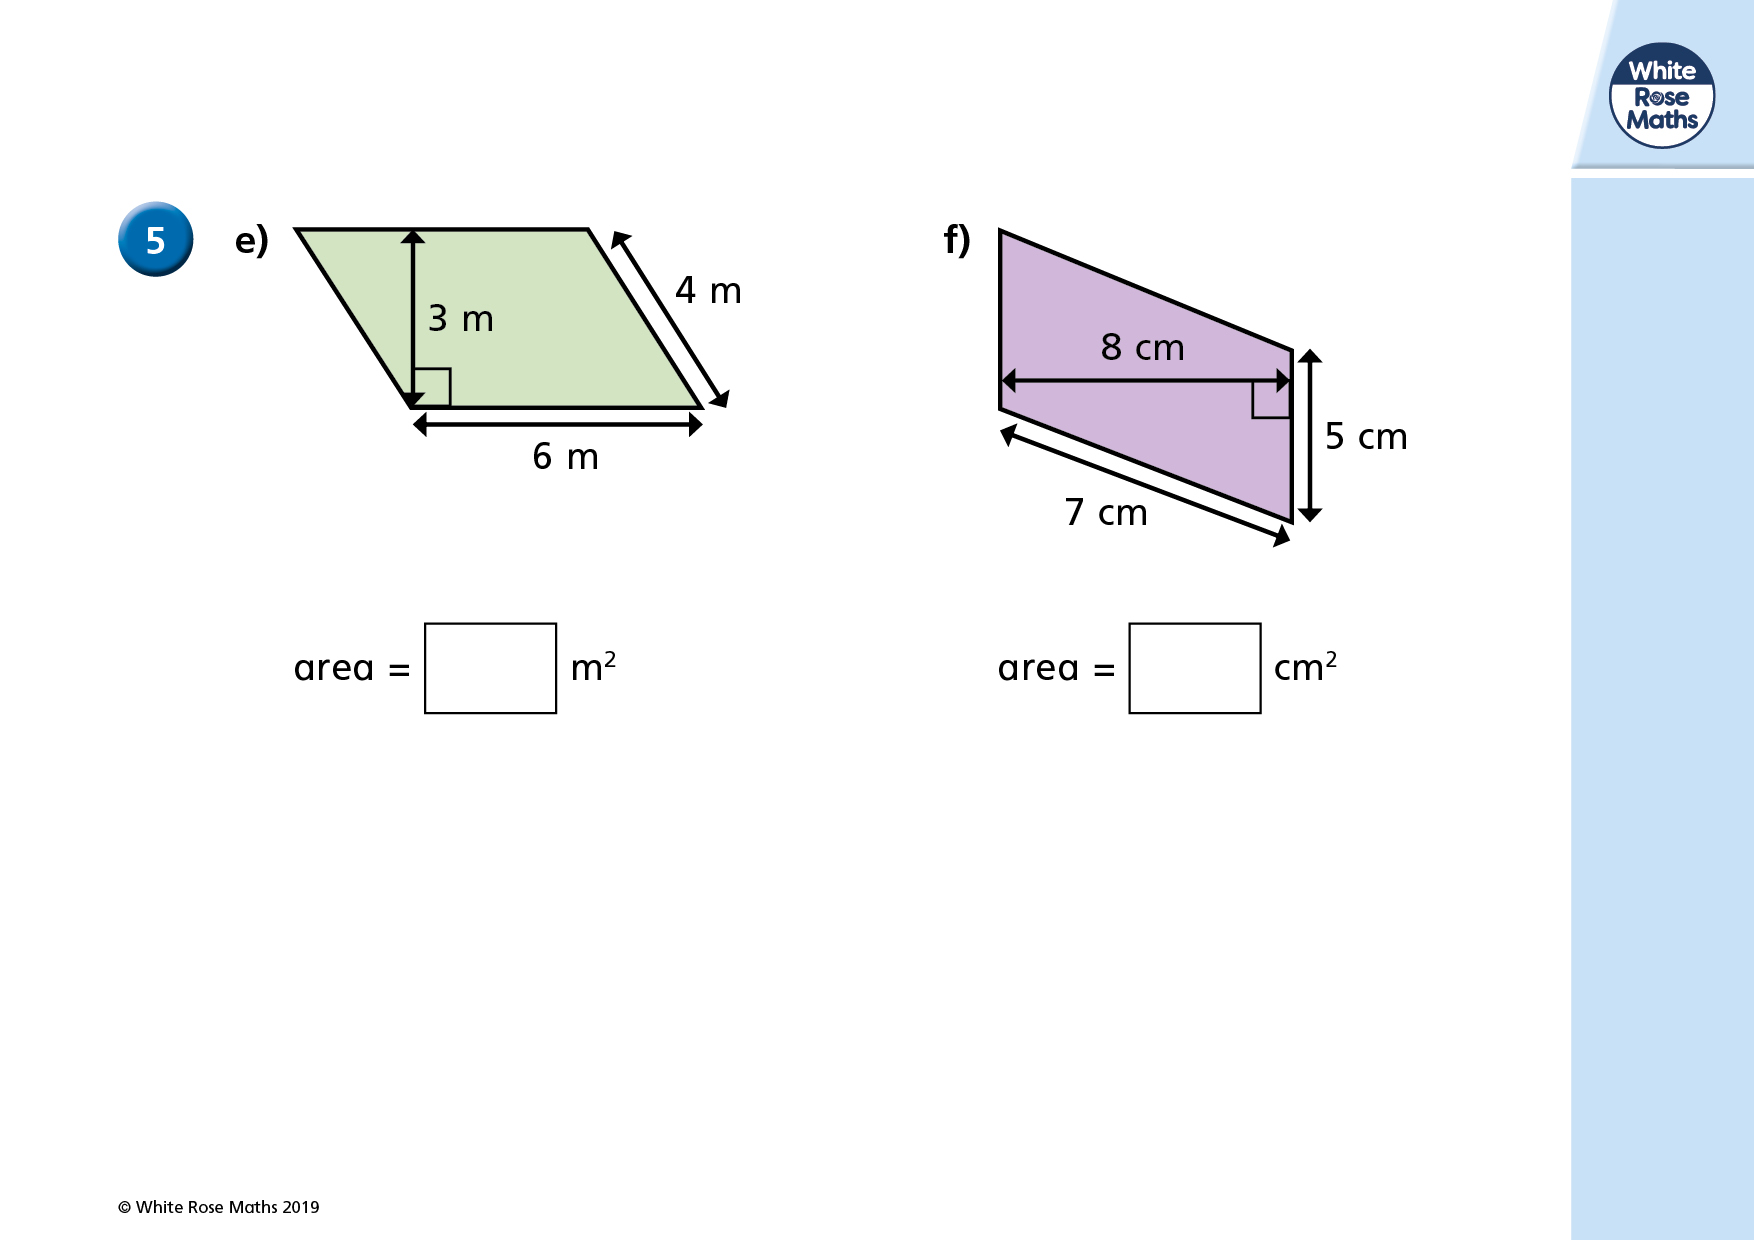 White
Rose
Maths
5
e)
3 m
4 m
6 m
area = m²
f)
8 cm
5 cm
7 cm
area = cm²
© White Rose Maths 2019